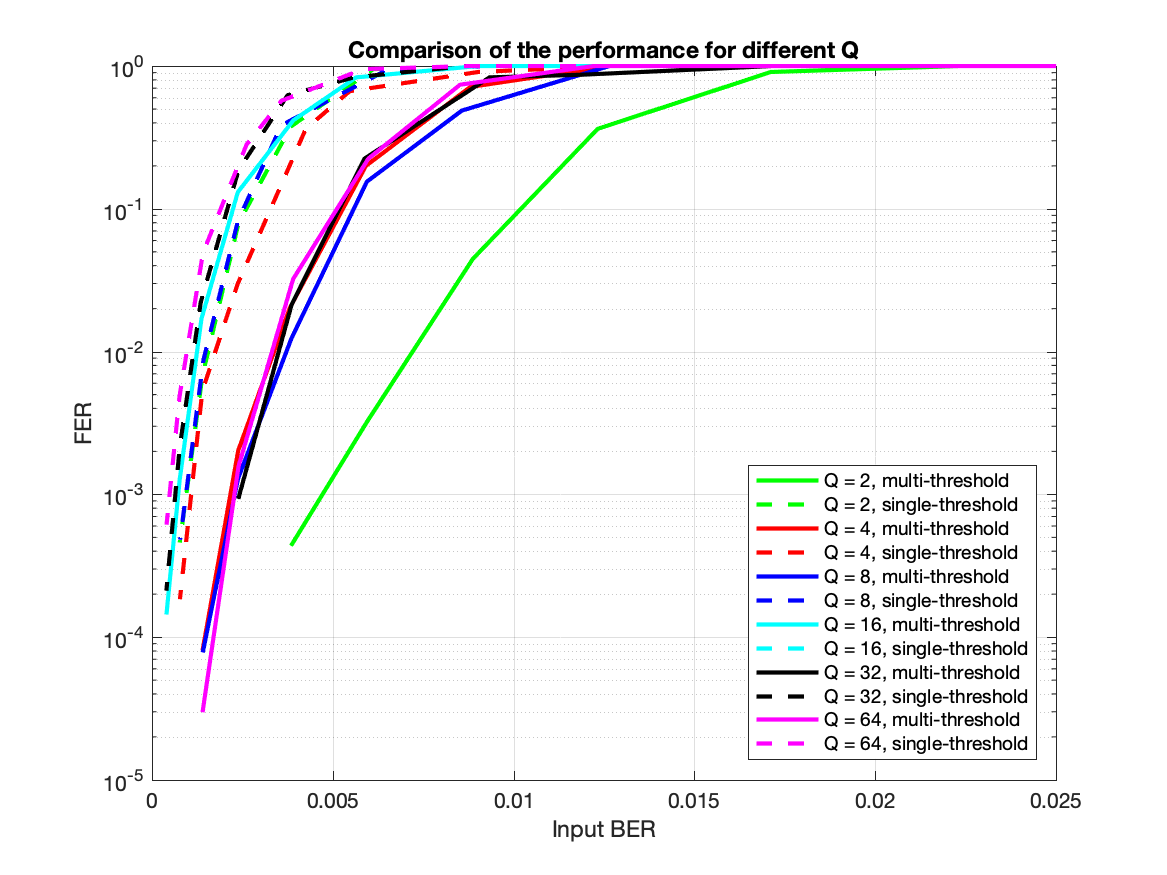 Comparison of the performance for different Q
10^0
10^-1
10^-2
10^-3
10^-4
10^-5
FER
0 0.005 0.01 0.015 0.02 0.025
Input BER
Q = 2, multi-threshold
Q = 2, single-threshold
Q = 4, multi-threshold
Q = 4, single-threshold
Q = 8, multi-threshold
Q = 8, single-threshold
Q = 16, multi-threshold
Q = 16, single-threshold
Q = 32, multi-threshold
Q = 32, single-threshold
Q = 64, multi-threshold
Q = 64, single-threshold